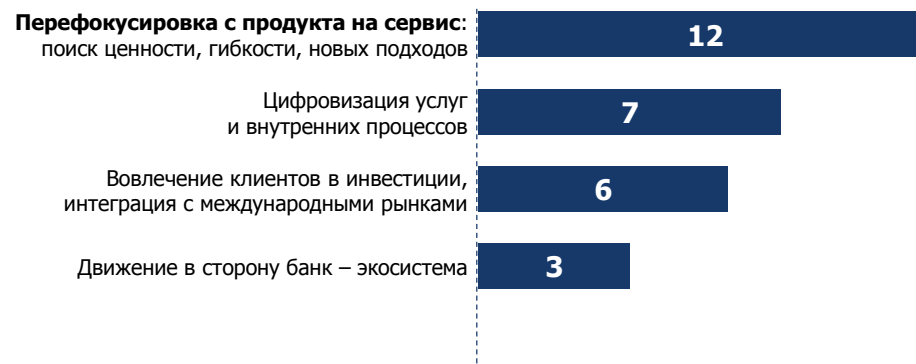 Перефокусировка с продукта на сервис:
поиск ценности, гибкости, новых подходов
12
Цифровизация услуг
и внутренних процессов
7
Вовлечение клиентов в инвестиции,
интеграция с международными рынками
6
Движение в сторону банк – экосистема
3